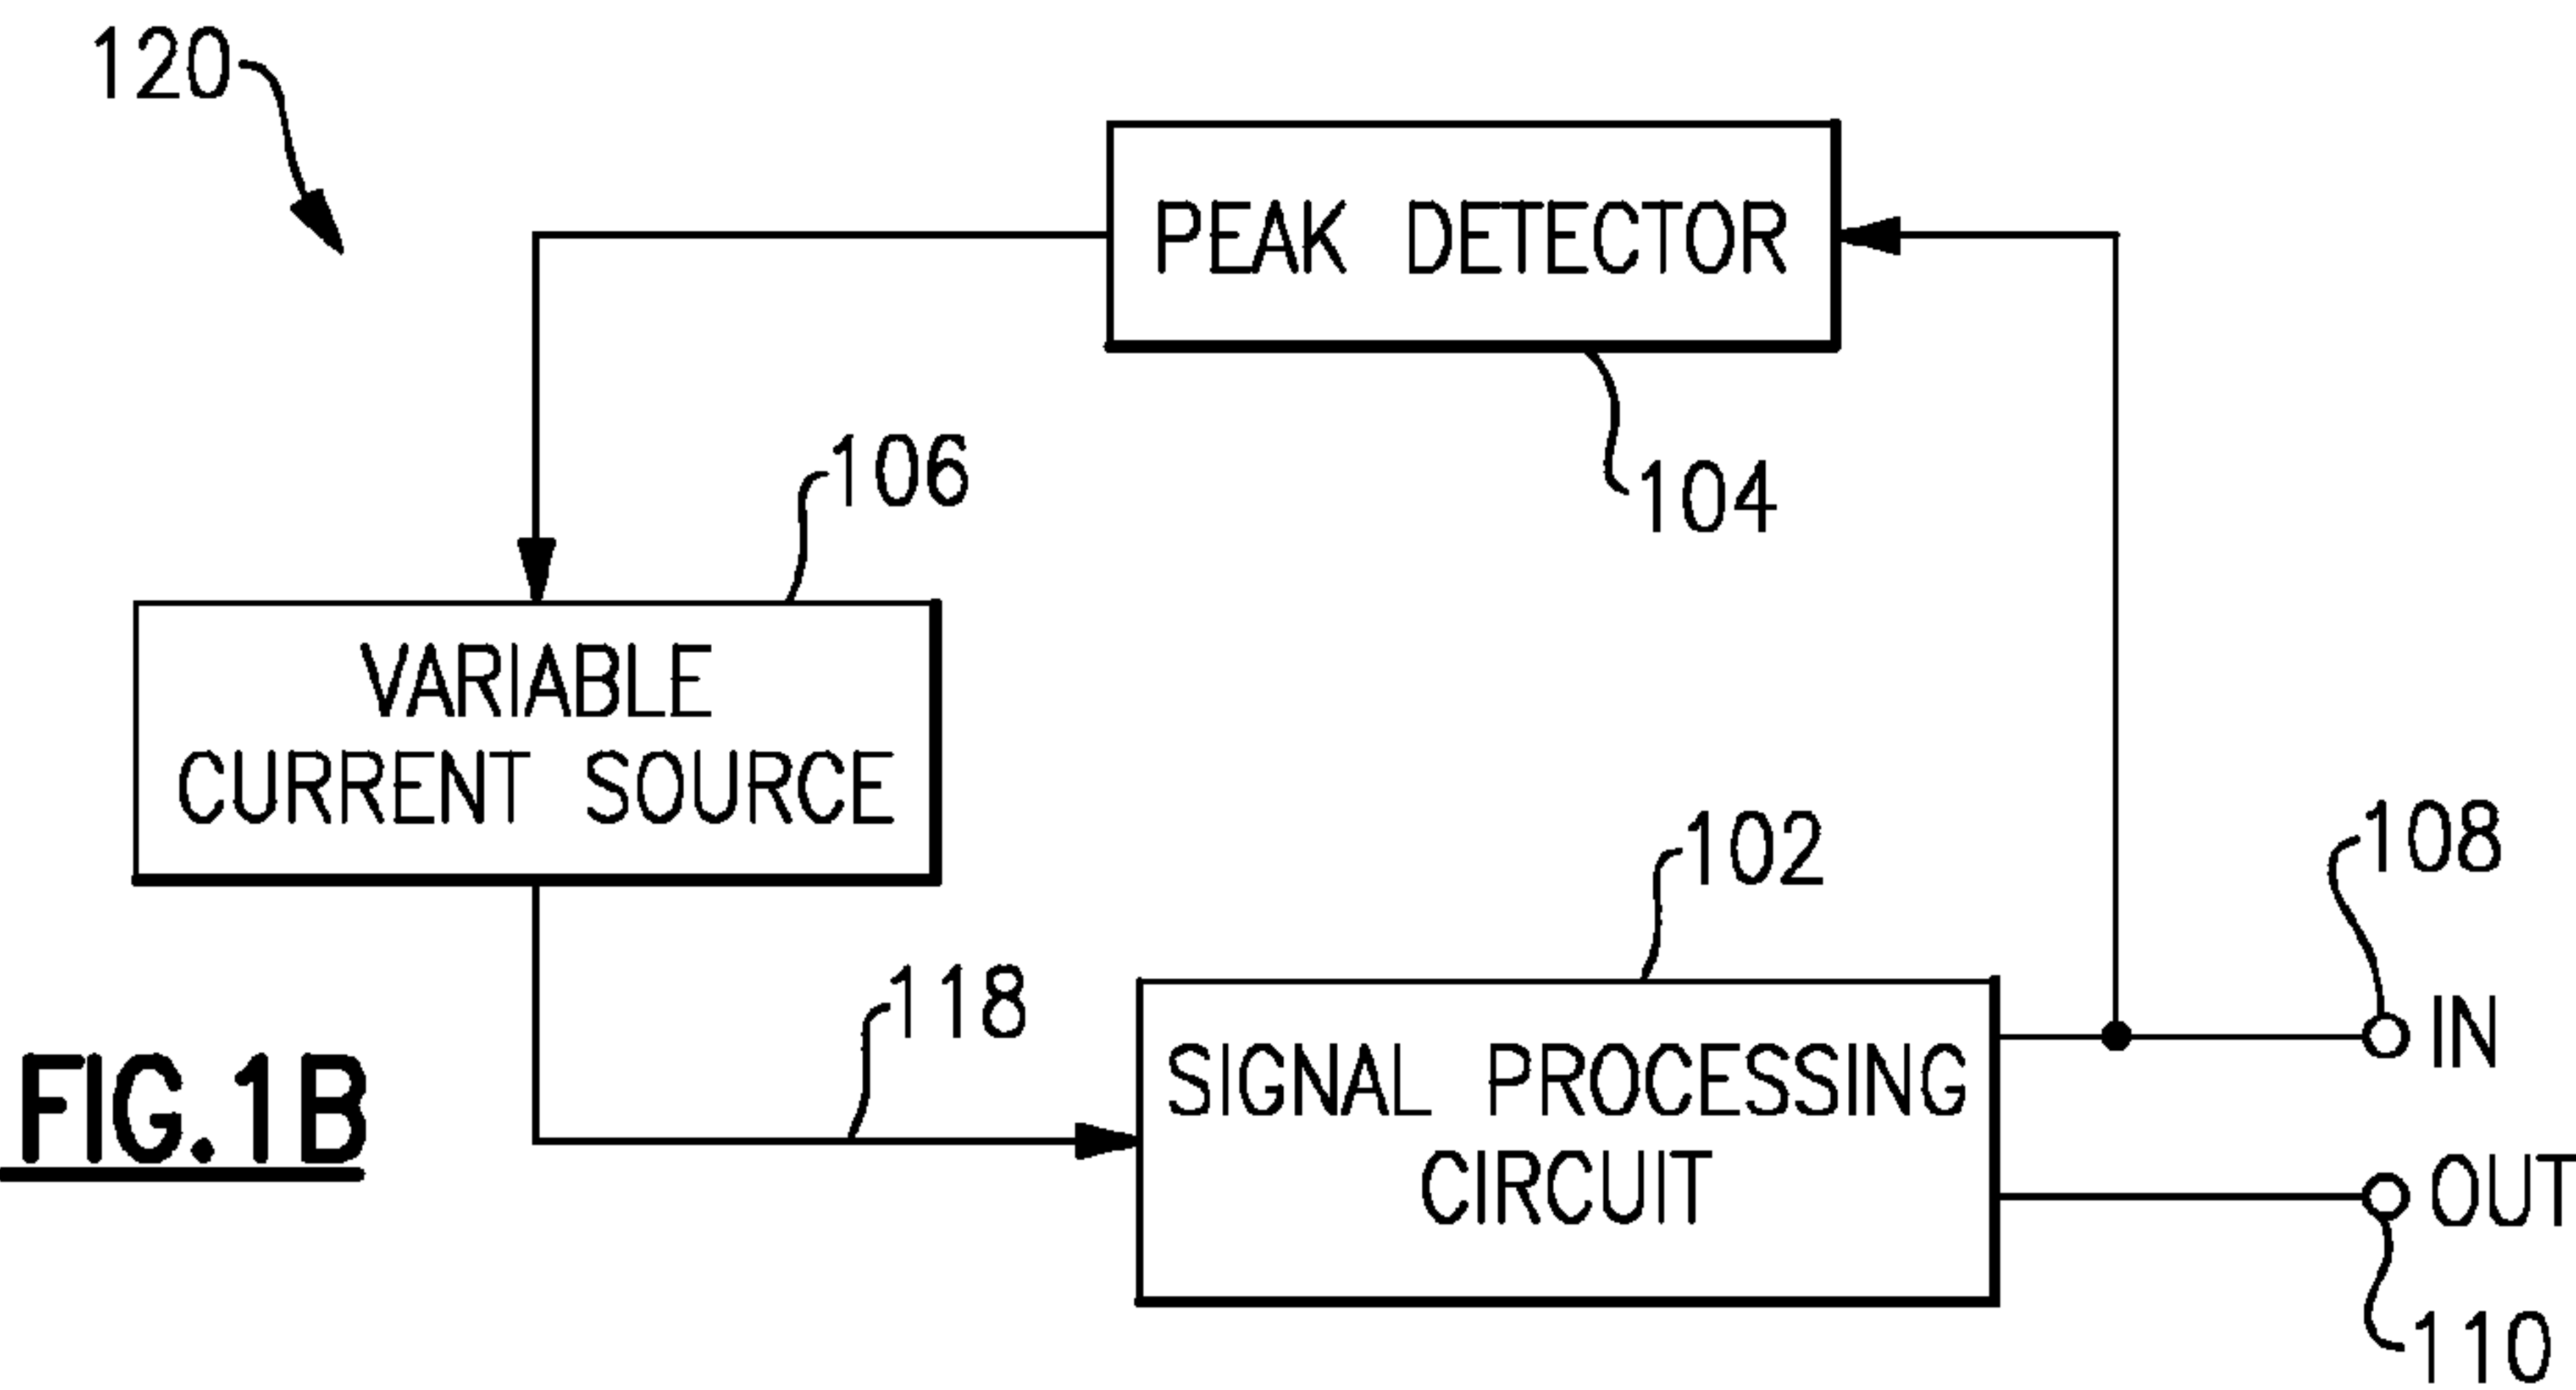 120
PEAK DETECTOR
104
106
VARIABLE
CURRENT SOURCE
102
108
118
IN
SIGNAL PROCESSING
CIRCUIT
OUT
110
FIG.1B